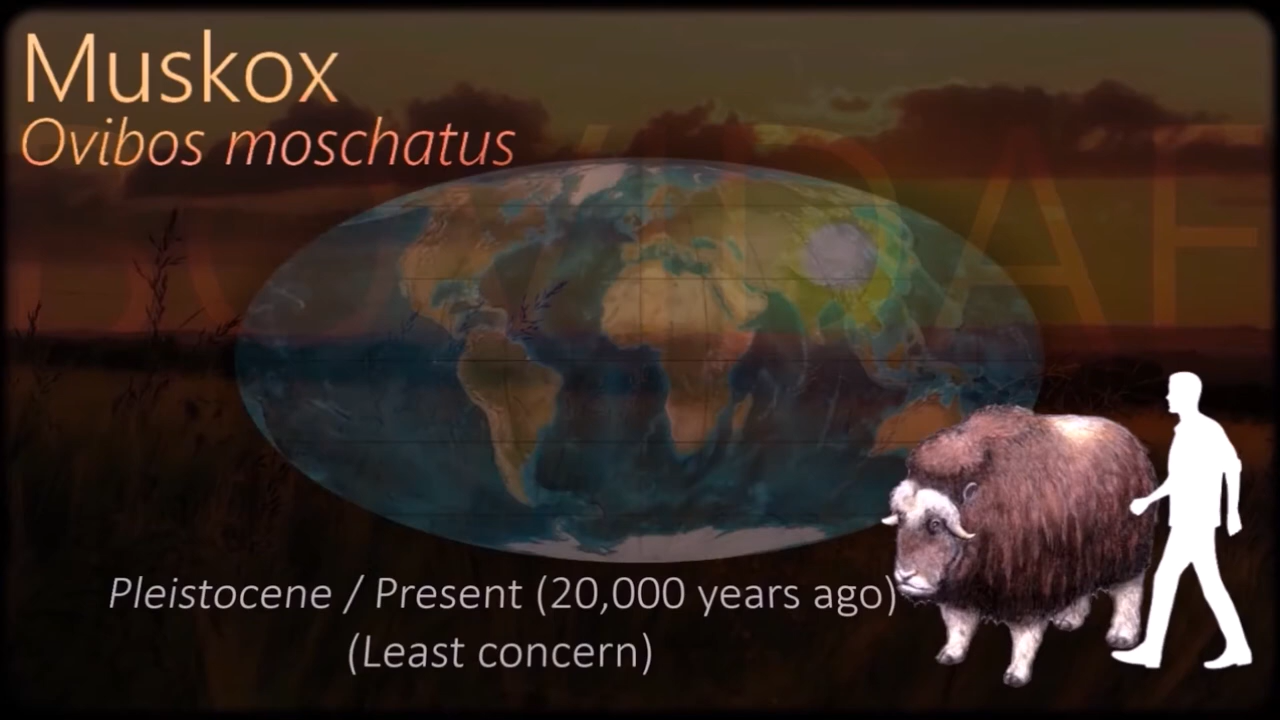 Muskox
Ovibos moschatus
Pleistocene / Present (20,000 years ago)
(Least concern)